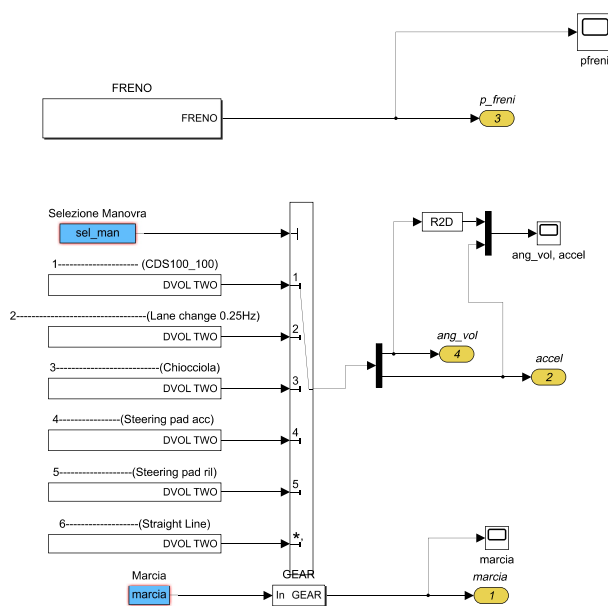 FRENO
FRENO
pfreni
p_freni
3
Selezione Manovra
sel_man
1---------------------- (CDS100_100)
DVOL TWO
1
2---------------------------------(Lane change 0.25Hz)
DVOL TWO
2
3--------------------------(Chiocciola)
DVOL TWO
3
4------------------(Steering pad acc)
DVOL TWO
4
5-------------------(Steering pad ril)
DVOL TWO
5
6--------------------(Straight Line)
DVOL TWO
*,
R2D
ang_vol, accel
ang_vol
4
accel
2
Marcia
marcia
GEAR
In GEAR
marcia
marcia
1